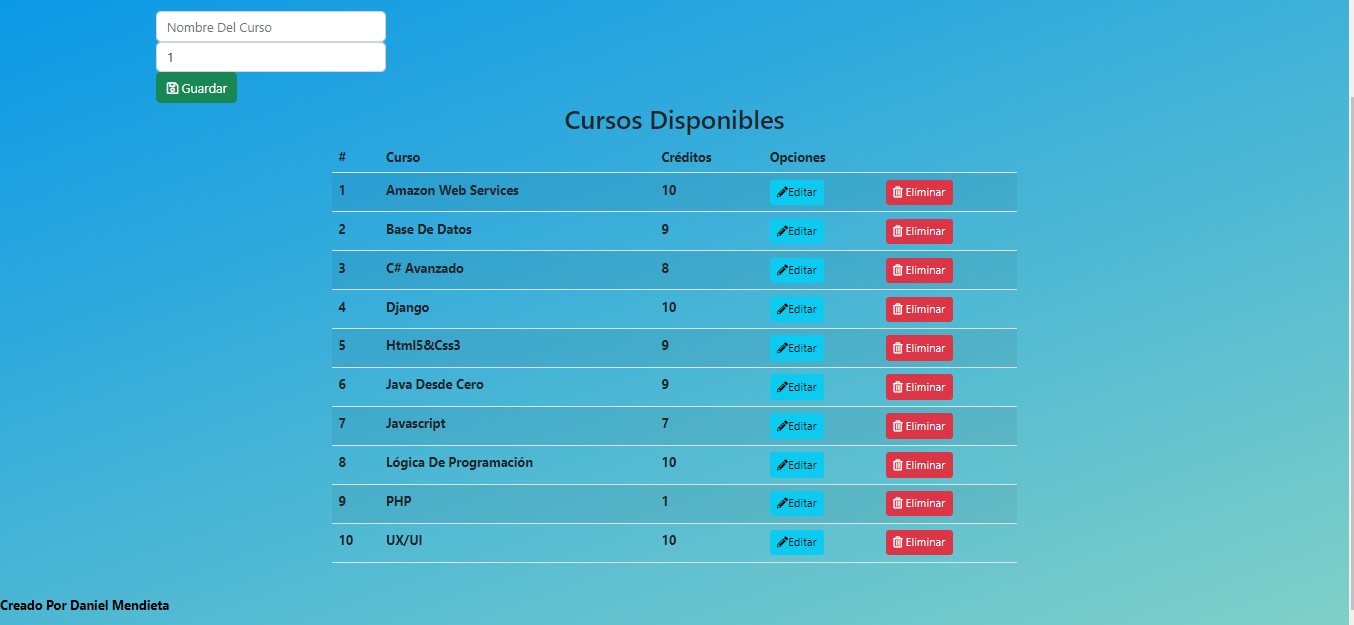 Nombre Del Curso
1
Guardar
Cursos Disponibles
# Curso Créditos Opciones
1 Amazon Web Services 10 Editar Eliminar
2 Base De Datos 9 Editar Eliminar
3 C# Avanzado 8 Editar Eliminar
4 Django 10 Editar Eliminar
5 Html5&Css3 9 Editar Eliminar
6 Java Desde Cero 9 Editar Eliminar
7 Javascript 7 Editar Eliminar
8 Lógica De Programación 10 Editar Eliminar
9 PHP 1 Editar Eliminar
10 UX/UI 10 Editar Eliminar
Creado Por Daniel Mendieta